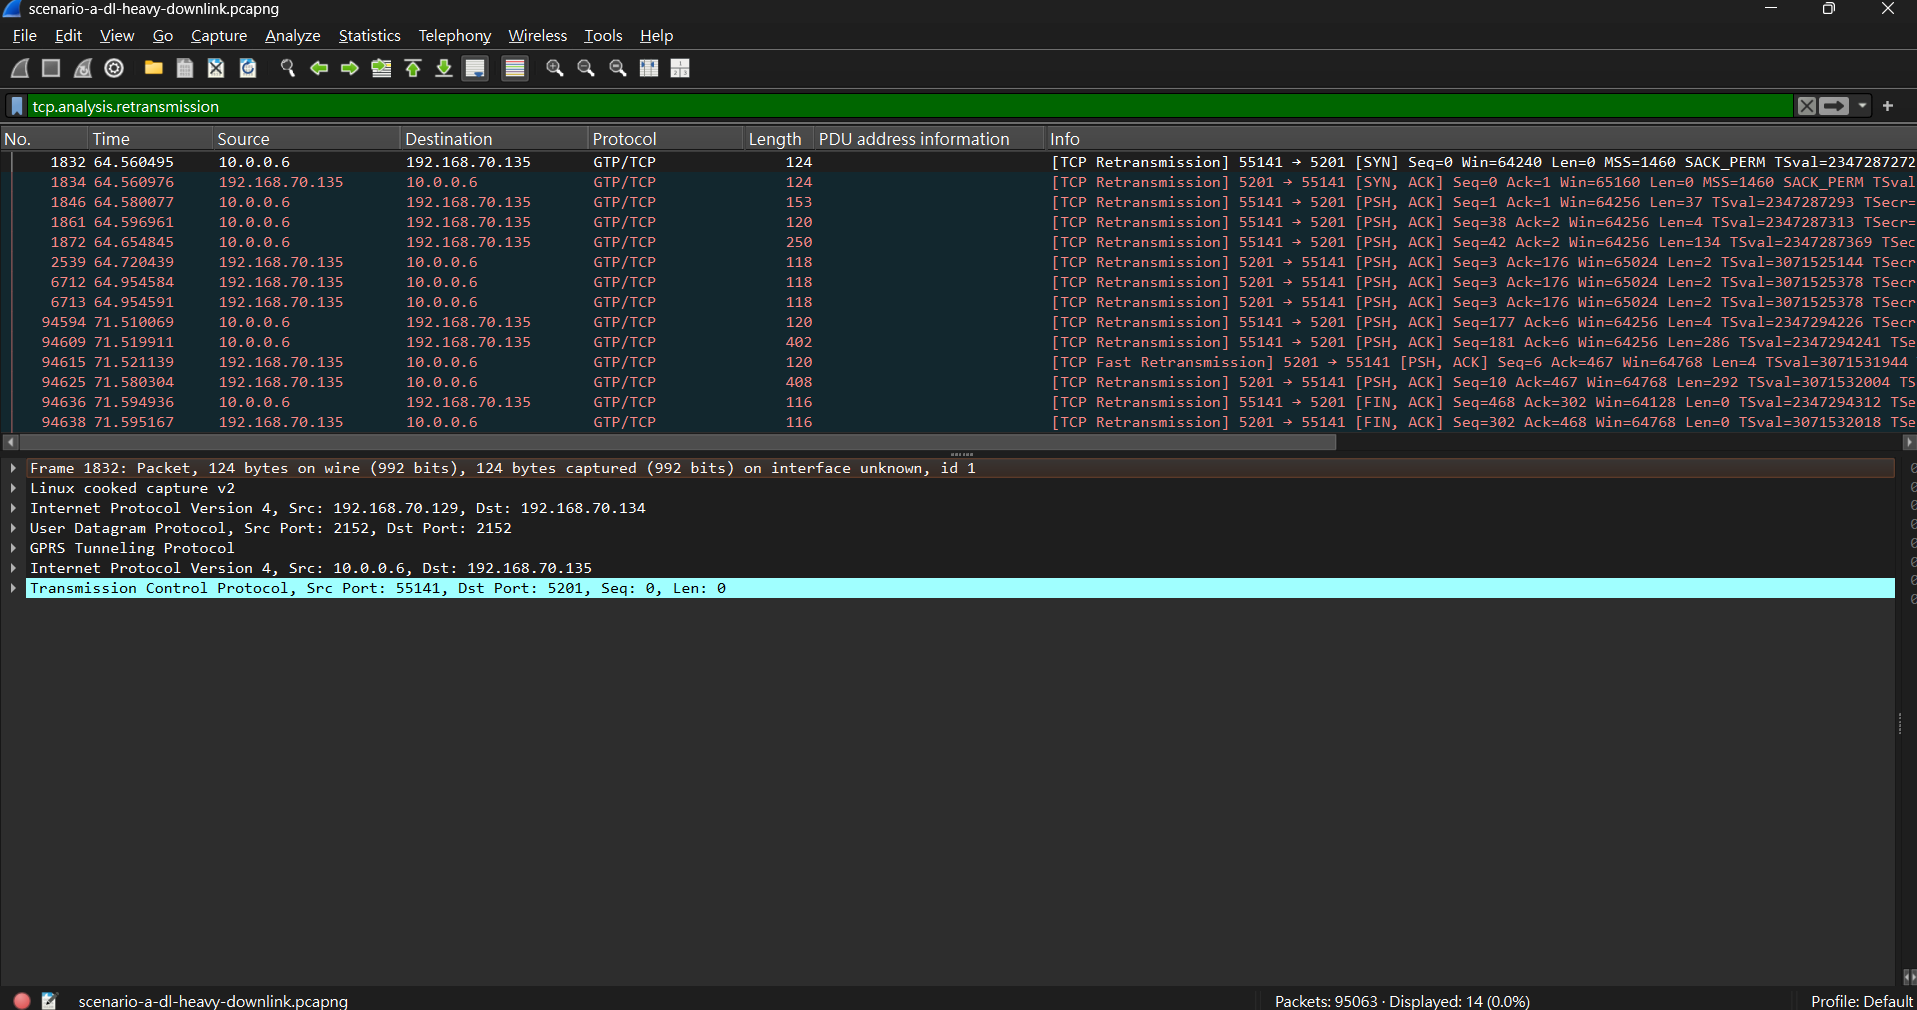 scenario-a-dl-heavy-downlink.pcapng
File Edit View Go Capture Analyze Statistics Telephony Wireless Tools Help
tcp.analysis.retransmission
No. Time Source Destination Protocol Length PDU address information Info
1832 64.560495 10.0.0.6 192.168.70.135 GTP/TCP 124 [TCP Retransmission] 55141 → 5201 [SYN] Seq=0 Win=64240 Len=0 MSS=1460 SACK_PERM TSval=2347287272
1834 64.560976 192.168.70.135 10.0.0.6 GTP/TCP 124 [TCP Retransmission] 5201 → 55141 [SYN, ACK] Seq=0 Ack=1 Win=65160 Len=0 MSS=1460 SACK_PERM TSval
1846 64.580077 10.0.0.6 192.168.70.135 GTP/TCP 153 [TCP Retransmission] 55141 → 5201 [PSH, ACK] Seq=1 Ack=1 Win=64256 Len=37 TSval=2347287293 TSecr=
1861 64.596961 10.0.0.6 192.168.70.135 GTP/TCP 120 [TCP Retransmission] 55141 → 5201 [PSH, ACK] Seq=38 Ack=2 Win=64256 Len=4 TSval=2347287313 TSecr=
1872 64.654845 10.0.0.6 192.168.70.135 GTP/TCP 250 [TCP Retransmission] 55141 → 5201 [PSH, ACK] Seq=42 Ack=2 Win=64256 Len=134 TSval=2347287369 TSec
2539 64.720439 192.168.70.135 10.0.0.6 GTP/TCP 118 [TCP Retransmission] 5201 → 55141 [PSH, ACK] Seq=3 Ack=176 Win=65024 Len=2 TSval=3071525144 TSecr
6712 64.954584 192.168.70.135 10.0.0.6 GTP/TCP 118 [TCP Retransmission] 5201 → 55141 [PSH, ACK] Seq=3 Ack=176 Win=65024 Len=2 TSval=3071525378 TSecr
6713 64.954591 192.168.70.135 10.0.0.6 GTP/TCP 118 [TCP Retransmission] 5201 → 55141 [PSH, ACK] Seq=3 Ack=176 Win=65024 Len=2 TSval=3071525378 TSecr
94594 71.510069 10.0.0.6 192.168.70.135 GTP/TCP 120 [TCP Retransmission] 55141 → 5201 [PSH, ACK] Seq=177 Ack=6 Win=64256 Len=4 TSval=2347294226 TSecr
94609 71.519911 10.0.0.6 192.168.70.135 GTP/TCP 402 [TCP Retransmission] 55141 → 5201 [PSH, ACK] Seq=181 Ack=6 Win=64256 Len=286 TSval=2347294241 TSe
94615 71.521139 192.168.70.135 10.0.0.6 GTP/TCP 120 [TCP Fast Retransmission] 5201 → 55141 [PSH, ACK] Seq=6 Ack=467 Win=64768 Len=4 TSval=3071531944
94625 71.580304 192.168.70.135 10.0.0.6 GTP/TCP 408 [TCP Retransmission] 5201 → 55141 [PSH, ACK] Seq=10 Ack=467 Win=64768 Len=292 TSval=3071532004 TS
94636 71.594936 10.0.0.6 192.168.70.135 GTP/TCP 116 [TCP Retransmission] 55141 → 5201 [FIN, ACK] Seq=468 Ack=302 Win=64128 Len=0 TSval=2347294312 TSe
94638 71.595167 192.168.70.135 10.0.0.6 GTP/TCP 116 [TCP Retransmission] 5201 → 55141 [FIN, ACK] Seq=302 Ack=468 Win=64768 Len=0 TSval=3071532018 TSe
Frame 1832: Packet, 124 bytes on wire (992 bits), 124 bytes captured (992 bits) on interface unknown, id 1
Linux cooked capture v2
Internet Protocol Version 4, Src: 192.168.70.129, Dst: 192.168.70.134
User Datagram Protocol, Src Port: 2152, Dst Port: 2152
GPRS Tunneling Protocol
Internet Protocol Version 4, Src: 10.0.0.6, Dst: 192.168.70.135
Transmission Control Protocol, Src Port: 55141, Dst Port: 5201, Seq: 0, Len: 0
scenario-a-dl-heavy-downlink.pcapng Packets: 95063 · Displayed: 14 (0.0%) Profile: Default